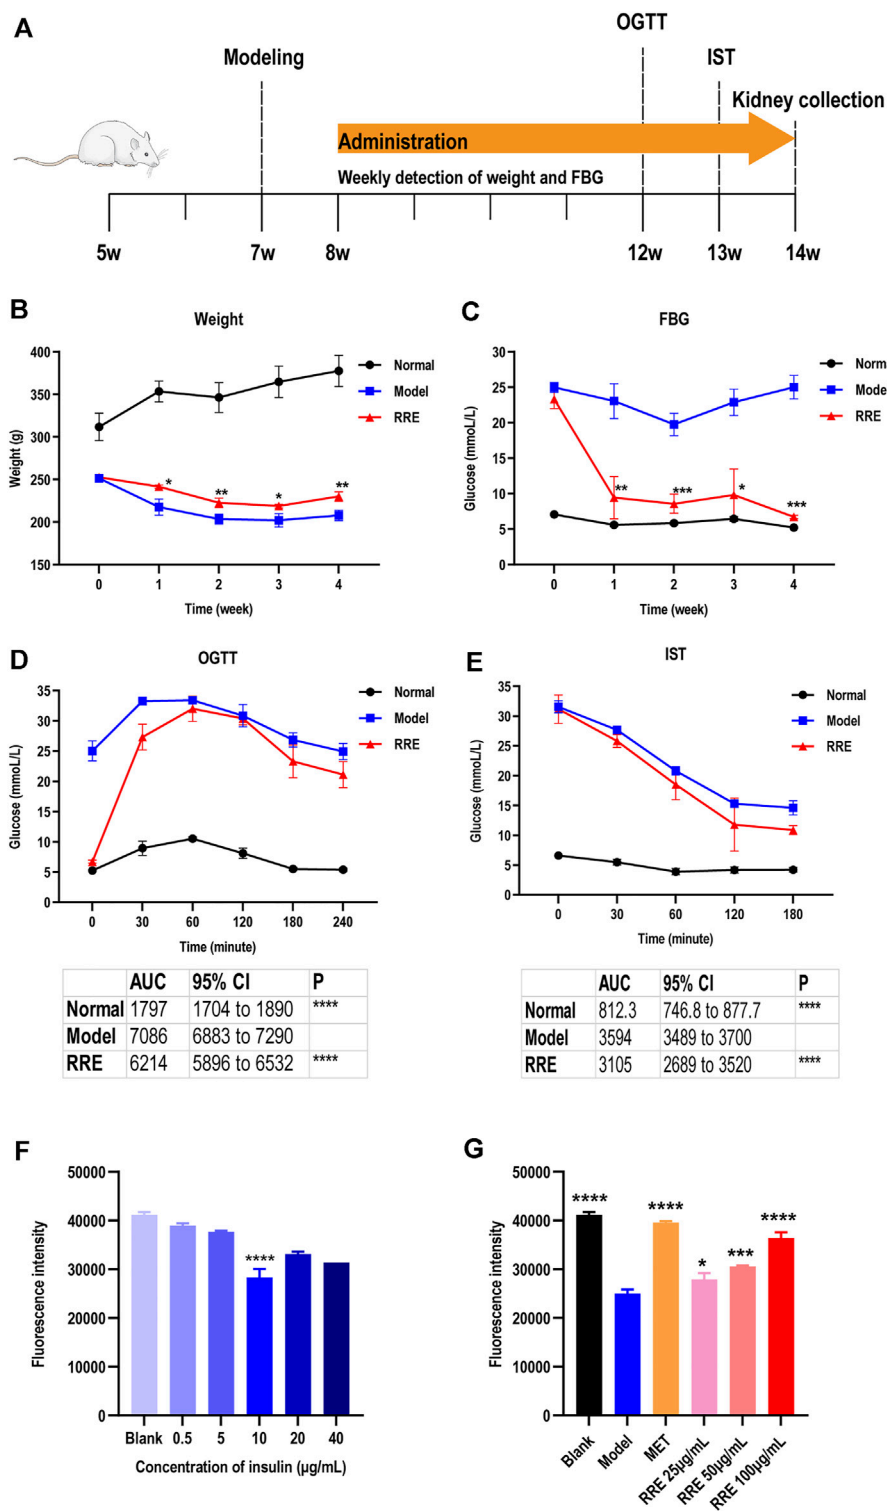 A
OGTT
Modeling
IST
Kidney collection
Administration
Weekly detection of weight and FBG
5w 7w 8w 12w 13w 14w
B
Weight
400
350
300
250
200
150
Weight (g)
0 1 2 3 4
Time (week)
Normal
Model
RRE
* ** * **
C
FBG
30
25
20
15
10
5
0
Glucose (mmoL/L)
0 1 2 3 4
Time (week)
Norm
Mode
RRE
** *** * ***
D
OGTT
35
30
25
20
15
10
5
0
Glucose (mmoL/L)
0 30 60 120 180 240
Time (minute)
Normal
Model
RRE
AUC 95% CI P
Normal 1797 1704 to 1890 ****
Model 7086 6883 to 7290
RRE 6214 5896 to 6532 ****
E
IST
35
30
25
20
15
10
5
0
Glucose (mmoL/L)
0 30 60 120 180
Time (minute)
Normal
Model
RRE
AUC 95% CI P
Normal 812.3 746.8 to 877.7 ****
Model 3594 3489 to 3700
RRE 3105 2689 to 3520 ****
F
50000
40000
30000
20000
10000
0
Fluorescence intensity
****
Blank 0.5 5 10 20 40
Concentration of insulin (μg/mL)
G
50000
40000
30000
20000
10000
0
Fluorescence intensity
**** **** * *** ****
Blank
Model
MET
RRE 25μg/mL
RRE 50μg/mL
RRE 100μg/mL